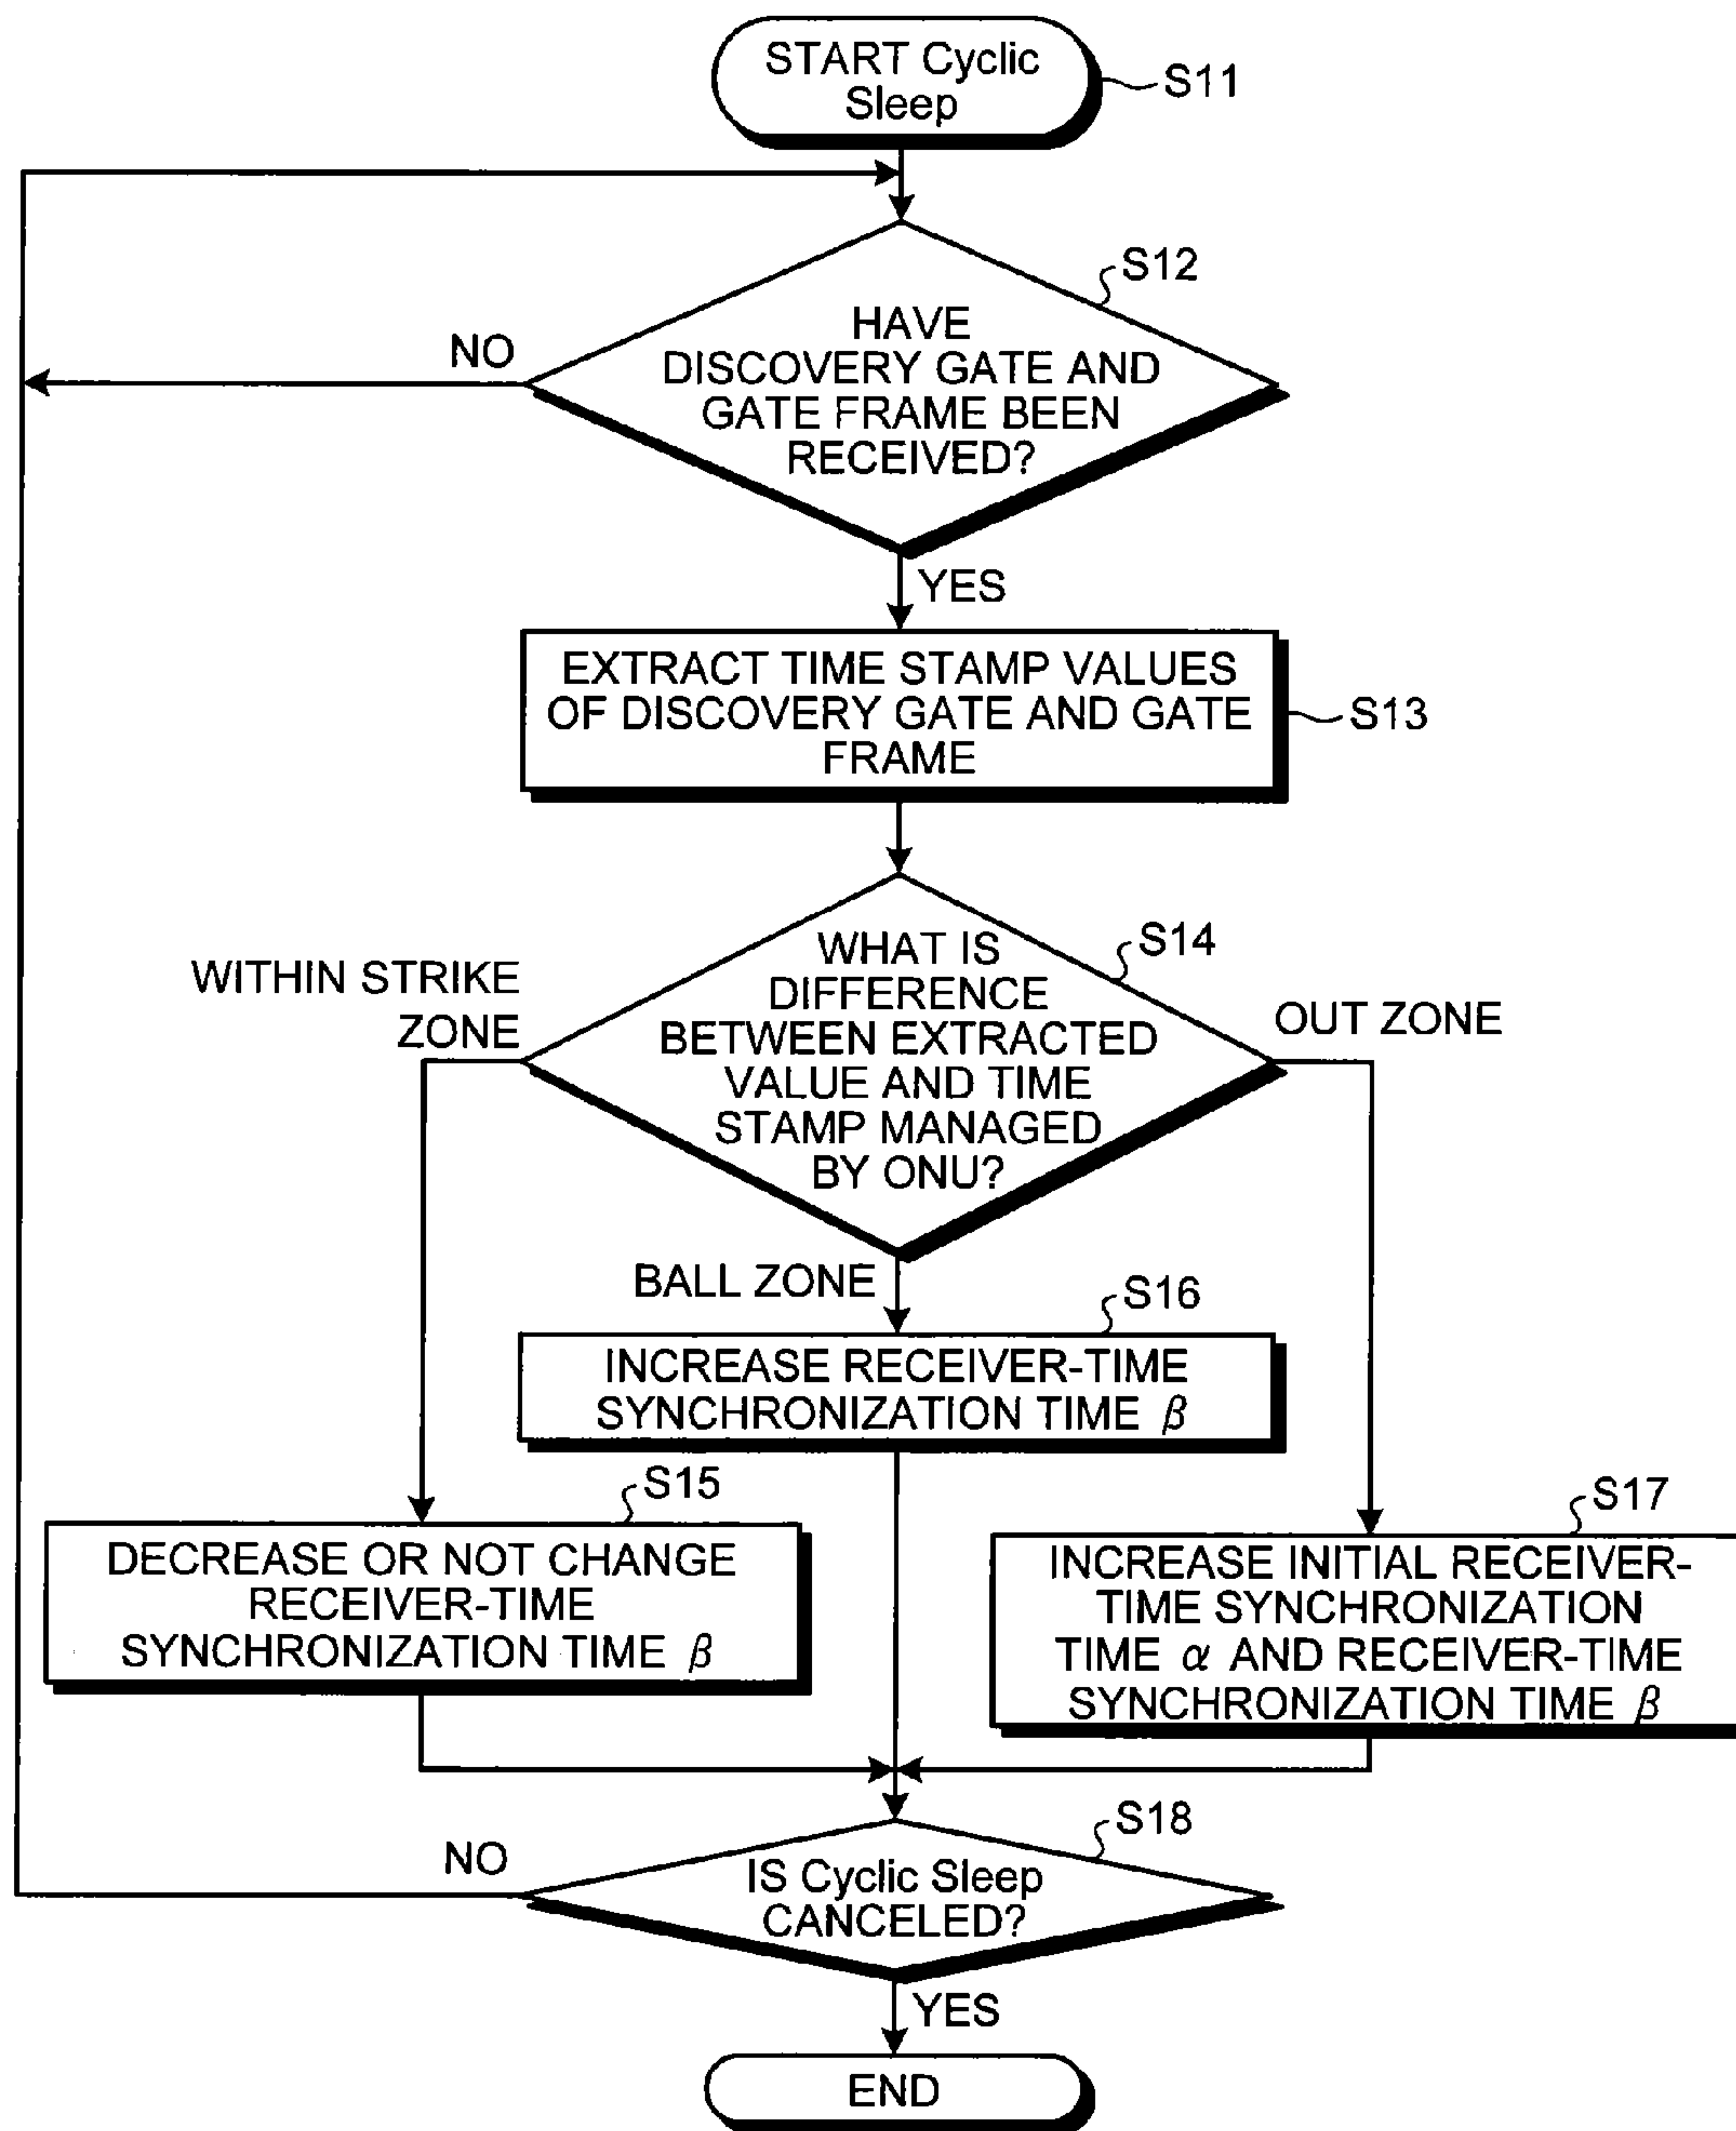 START Cyclic
Sleep
S11
S12
HAVE
DISCOVERY GATE AND
GATE FRAME BEEN
RECEIVED?
NO
YES
EXTRACT TIME STAMP VALUES
OF DISCOVERY GATE AND GATE
FRAME
S13
S14
WHAT IS
DIFFERENCE
BETWEEN EXTRACTED
VALUE AND TIME
STAMP MANAGED
BY ONU?
WITHIN STRIKE
ZONE
OUT ZONE
BALL ZONE
S16
INCREASE RECEIVER-TIME
SYNCHRONIZATION TIME β
S15
DECREASE OR NOT CHANGE
RECEIVER-TIME
SYNCHRONIZATION TIME β
S17
INCREASE INITIAL RECEIVER-
TIME SYNCHRONIZATION
TIME α AND RECEIVER-TIME
SYNCHRONIZATION TIME β
S18
NO
IS Cyclic Sleep
CANCELED?
YES
END